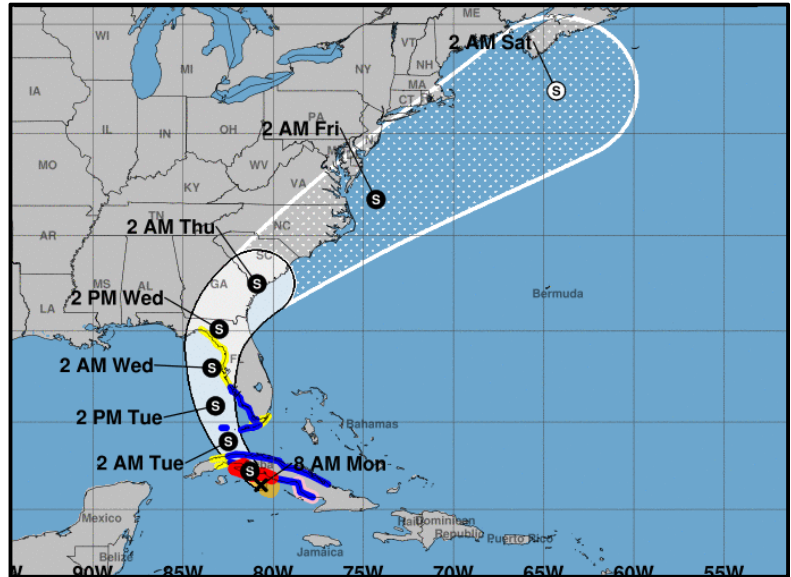 WI
ME
2 AM Sat
VT
MI
NH
NY
MA
IA
CT
PA
2 AM Fri
IL
IN
OH
NJ
MO
WV
VA
KY
S
S
TN
2 AM Thu
NC
AR
SC
S
MS
AL
GA
2 PM Wed
Bermuda
LA
S
2 AM Wed
S
FL
2 PM Tue
S
Bahamas
2 AM Tue
S
8 AM Mon
S
Mexico
Belize
Jamaica
Haiti
Dominican
Republic
Puerto Rico
90W
85W
80W
75W
70W
65W
60W
55W